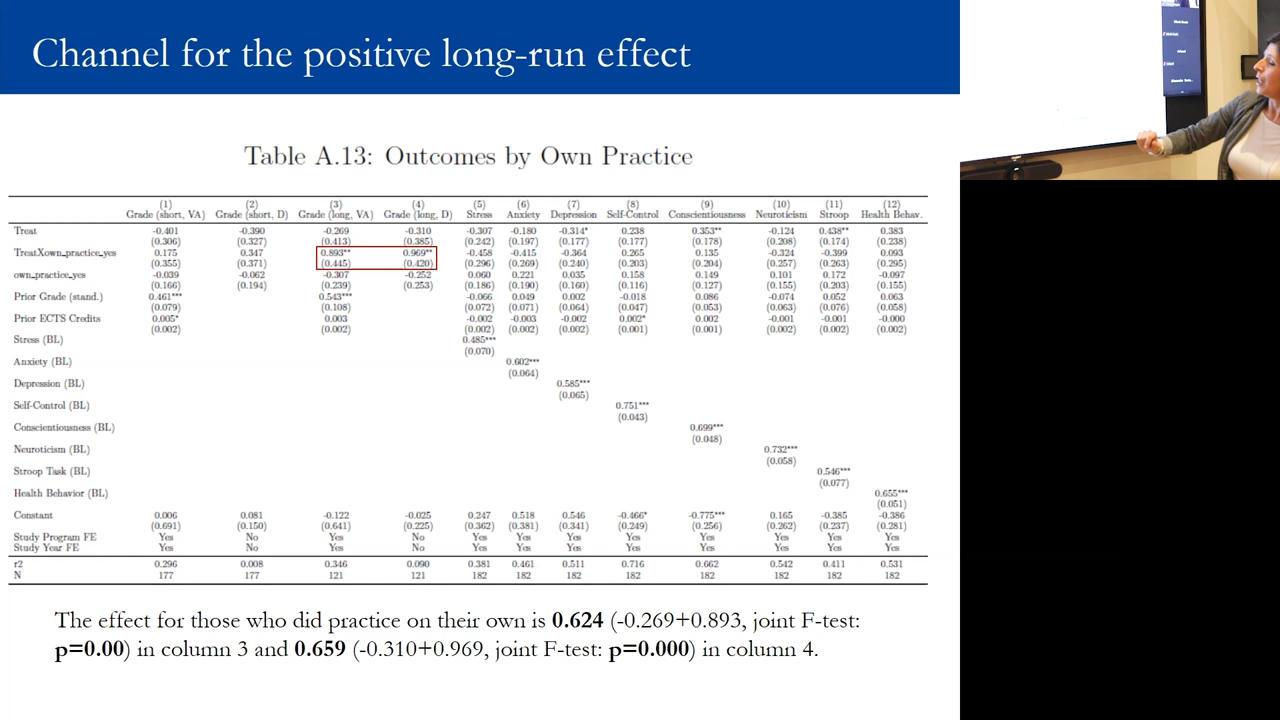 Channel for the positive long-run effect
Table A.13: Outcomes by Own Practice
(1) (2) (3) (4) (5) (6) (7) (8) (9) (10) (11) (12)
Grade (short, VA) Grade (short, D) Grade (long, VA) Grade (long, D) Stress Anxiety Depression Self-Control Conscientiousness Neuroticism Stroop Health Behav.
Treat -0.401 -0.390 -0.269 -0.310 -0.307 -0.180 -0.314* 0.238 0.353** -0.124 0.438** 0.383
(0.306) (0.327) (0.413) (0.385) (0.242) (0.197) (0.177) (0.177) (0.178) (0.208) (0.174) (0.238)
TreatXown_practice_yes 0.175 0.347 0.893** 0.969** -0.458 -0.415 -0.364 0.265 0.135 -0.324 -0.399 0.093
(0.355) (0.371) (0.445) (0.420) (0.296) (0.269) (0.240) (0.203) (0.204) (0.257) (0.263) (0.295)
own_practice_yes -0.039 -0.062 -0.307 -0.252 0.060 0.221 0.035 0.158 0.149 0.101 0.172 -0.097
(0.166) (0.194) (0.239) (0.253) (0.186) (0.190) (0.160) (0.116) (0.127) (0.155) (0.203) (0.155)
Prior Grade (stand.) 0.461*** 0.543*** -0.066 0.049 0.002 -0.018 0.086 -0.074 0.052 0.063
(0.079) (0.108) (0.072) (0.071) (0.064) (0.047) (0.053) (0.063) (0.076) (0.058)
Prior ECTS Credits 0.005* 0.003 -0.002 -0.003 -0.002 0.002* 0.002 -0.001 -0.001 -0.000
(0.002) (0.002) (0.002) (0.002) (0.002) (0.001) (0.001) (0.002) (0.002) (0.002)
Stress (BL) 0.485***
(0.070)
Anxiety (BL) 0.602***
(0.064)
Depression (BL) 0.585***
(0.065)
Self-Control (BL) 0.751***
(0.043)
Conscientiousness (BL) 0.699***
(0.048)
Neuroticism (BL) 0.732***
(0.058)
Stroop Task (BL) 0.546***
(0.077)
Health Behavior (BL) 0.655***
(0.051)
Constant 0.006 0.081 -0.122 -0.025 0.247 0.518 0.546 -0.466* -0.775*** 0.165 -0.385 -0.386
(0.691) (0.150) (0.641) (0.225) (0.362) (0.381) (0.341) (0.249) (0.256) (0.262) (0.237) (0.281)
Study Program FE Yes No Yes No Yes Yes Yes Yes Yes Yes Yes Yes
Study Year FE Yes No Yes No Yes Yes Yes Yes Yes Yes Yes Yes
r2 0.296 0.008 0.346 0.090 0.381 0.461 0.511 0.716 0.662 0.542 0.411 0.531
N 177 177 121 121 182 182 182 182 182 182 182 182
The effect for those who did practice on their own is 0.624 (-0.269+0.893, joint F-test:
p=0.00) in column 3 and 0.659 (-0.310+0.969, joint F-test: p=0.000) in column 4.